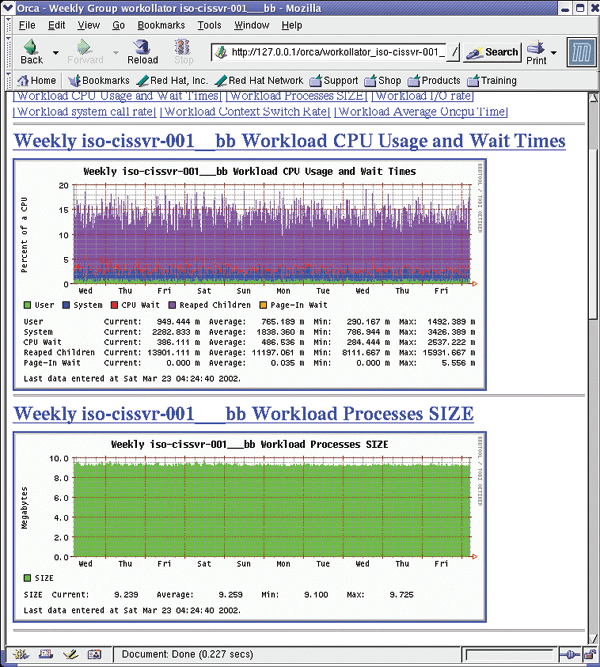 Orca - Weekly Group workollator_iso-cissvr-001___bb - Mozilla
File Edit View Go Bookmarks Tools Window Help
Back Forward Reload Stop http://127.0.0.1/orca/workollator_iso-cissvr-001_ Search Print
Home Bookmarks Red Hat, Inc. Red Hat Network Support Shop Products Training
[Workload CPU Usage and Wait Times] [Workload Processes SIZE] [Workload I/O rate]
[Workload system call rate] [Workload Context Switch Rate] [Workload Average Oncpu Time]
Weekly iso-cissvr-001___bb Workload CPU Usage and Wait Times
Weekly iso-cissvr-001___bb Workload CPU Usage and Wait Times
RRDTOOL / TOBI OETIKER
Percent of a CPU
20
15
10
5
0
Wed Thu Fri Sat Sun Mon Tue Wed Thu Fri
User System CPU Wait Reaped Children Page-In Wait
User Current: 949.444 m Average: 765.189 m Min: 290.167 m Max: 1492.389 m
System Current: 2282.833 m Average: 1838.360 m Min: 786.944 m Max: 3426.389 m
CPU Wait Current: 386.111 m Average: 486.536 m Min: 284.444 m Max: 2537.222 m
Reaped Children Current: 13901.111 m Average: 11197.061 m Min: 8111.667 m Max: 15931.667 m
Page-In Wait Current: 0.000 m Average: 0.035 m Min: 0.000 m Max: 5.556 m
Last data entered at Sat Mar 23 04:24:40 2002.
Weekly iso-cissvr-001___bb Workload Processes SIZE
Weekly iso-cissvr-001___bb Workload Processes SIZE
RRDTOOL / TOBI OETIKER
Megabytes
10.0
8.0
6.0
4.0
2.0
0.0
Wed Thu Fri Sat Sun Mon Tue Wed Thu Fri
SIZE
SIZE Current: 9.239 Average: 9.259 Min: 9.100 Max: 9.725
Last data entered at Sat Mar 23 04:24:40 2002.
Document: Done (0.227 secs)